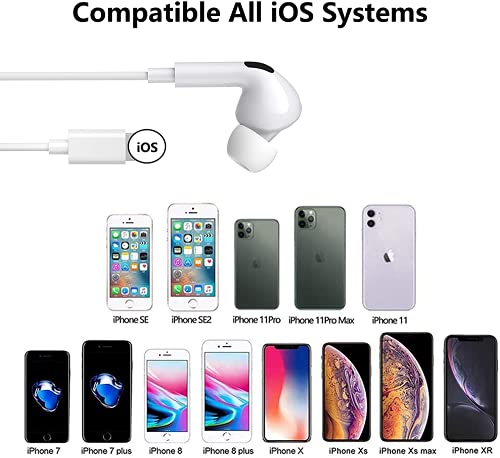 Compatible All iOS Systems
iOS
iPhone SE iPhone SE2 iPhone 11Pro iPhone 11Pro Max iPhone 11
iPhone 7 iPhone 7 plus iPhone 8 iPhone 8 plus iPhone X iPhone Xs iPhone Xs max iPhone XR